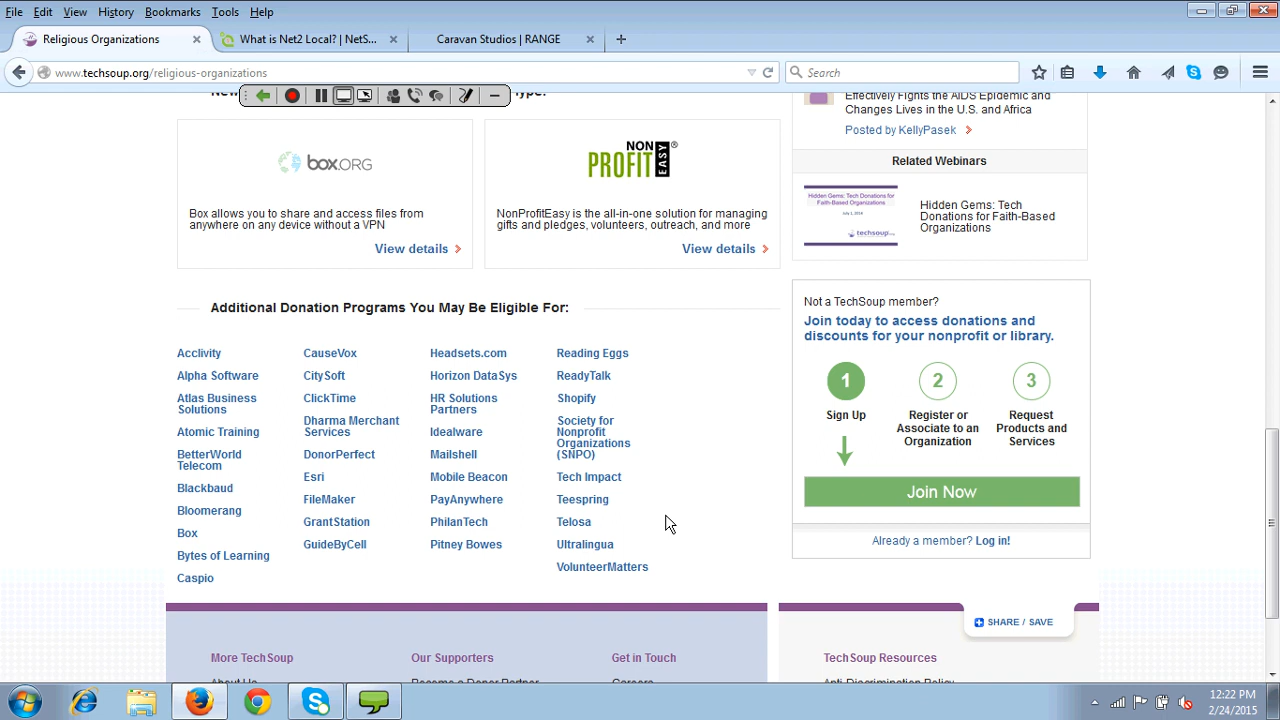 File Edit View History Bookmarks Tools Help
Religious Organizations
What is Net2 Local? | NetS...
Caravan Studios | RANGE
www.techsoup.org/religious-organizations
Search
box.ORG
Box allows you to share and access files from
anywhere on any device without a VPN
View details
NON
PROFIT EASY®
NonProfitEasy is the all-in-one solution for managing
gifts and pledges, volunteers, outreach, and more
View details
Additional Donation Programs You May Be Eligible For:
Acclivity
Alpha Software
Atlas Business
Solutions
Atomic Training
BetterWorld
Telecom
Blackbaud
Bloomerang
Box
Bytes of Learning
Caspio
CauseVox
CitySoft
ClickTime
Dharma Merchant
Services
DonorPerfect
Esri
FileMaker
GrantStation
GuideByCell
Headsets.com
Horizon DataSys
HR Solutions
Partners
Idealware
Mailshell
Mobile Beacon
PayAnywhere
PhilanTech
Pitney Bowes
Reading Eggs
ReadyTalk
Shopify
Society for
Nonprofit
Organizations
(SNPO)
Tech Impact
Teespring
Telosa
Ultralingua
VolunteerMatters
Effectively Fights the AIDS Epidemic and
Changes Lives in the U.S. and Africa
Posted by KellyPasek
Related Webinars
Hidden Gems: Tech Donations for
Faith-Based Organizations
techsoup.org
Hidden Gems: Tech
Donations for Faith-Based
Organizations
Not a TechSoup member?
Join today to access donations and
discounts for your nonprofit or library.
1
2
3
Sign Up
Register or
Associate to an
Organization
Request
Products and
Services
Join Now
Already a member? Log in!
SHARE / SAVE
More TechSoup
Our Supporters
Get in Touch
TechSoup Resources
About Us
Become a Donor Partner
Careers
Anti-Discrimination Policy
12:22 PM
2/24/2015